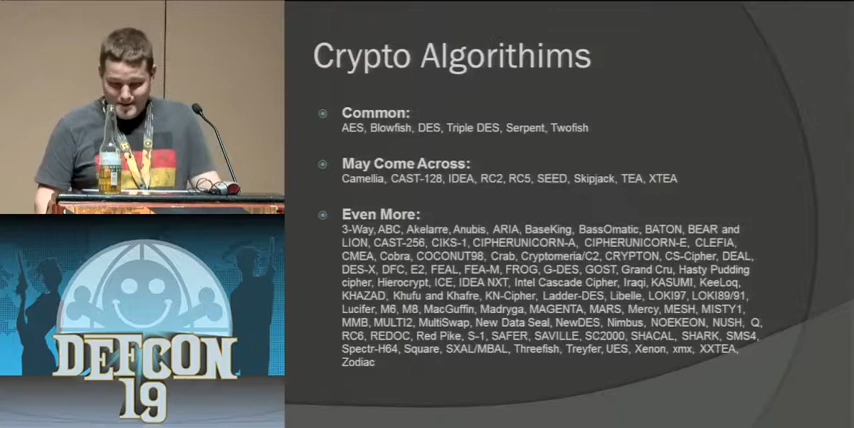 Crypto Algorithims
Common:
AES, Blowfish, DES, Triple DES, Serpent, Twofish
May Come Across:
Camellia, CAST-128, IDEA, RC2, RC5, SEED, Skipjack, TEA, XTEA
Even More:
3-Way, ABC, Akelarre, Anubis, ARIA, BaseKing, BassOmatic, BATON, BEAR and
LION, CAST-256, CIKS-1, CIPHERUNICORN-A, CIPHERUNICORN-E, CLEFIA,
CMEA, Cobra, COCONUT98, Crab, Cryptomeria/C2, CRYPTON, CS-Cipher, DEAL,
DES-X, DFC, E2, FEAL, FEA-M, FROG, G-DES, GOST, Grand Cru, Hasty Pudding
cipher, Hierocrypt, ICE, IDEA NXT, Intel Cascade Cipher, Iraqi, KASUMI, KeeLoq,
KHAZAD, Khufu and Khafre, KN-Cipher, Ladder-DES, Libelle, LOKI97, LOKI89/91,
Lucifer, M6, M8, MacGuffin, Madryga, MAGENTA, MARS, Mercy, MESH, MISTY1,
MMB, MULTI2, MultiSwap, New Data Seal, NewDES, Nimbus, NOEKEON, NUSH, Q,
RC6, REDOC, Red Pike, S-1, SAFER, SAVILLE, SC2000, SHACAL, SHARK, SMS4,
Spectr-H64, Square, SXAL/MBAL, Threefish, Treyfer, UES, Xenon, xmx, XXTEA,
Zodiac
DEFCON
19